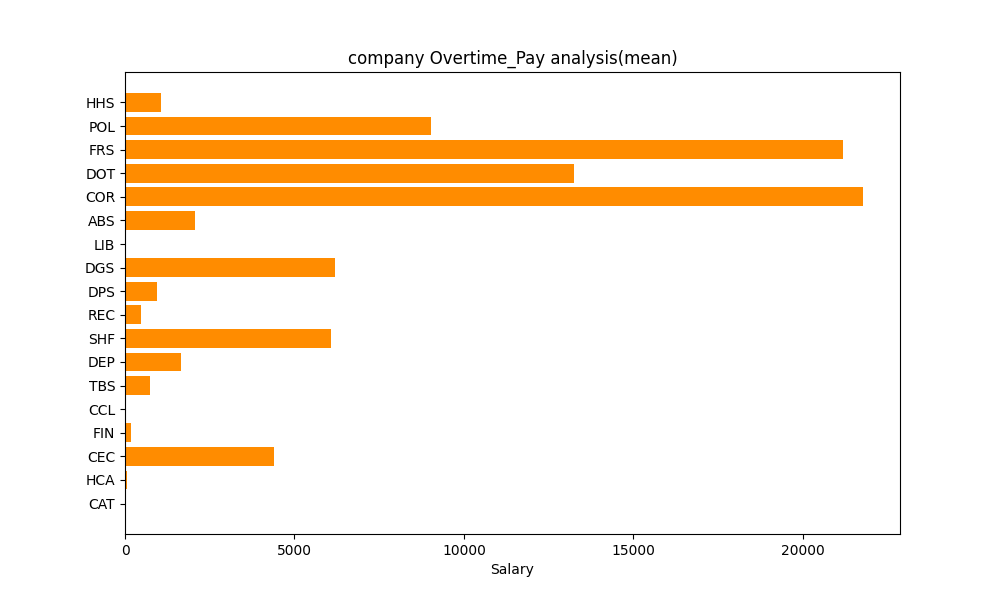 company Overtime_Pay analysis(mean)
HHS
POL
FRS
DOT
COR
ABS
LIB
DGS
DPS
REC
SHF
DEP
TBS
CCL
FIN
CEC
HCA
CAT
0 5000 10000 15000 20000
Salary